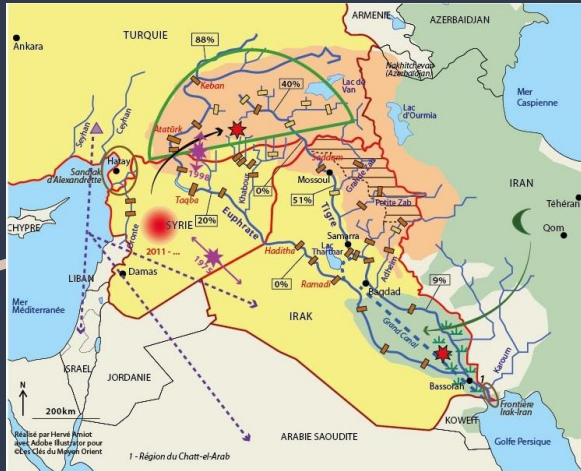 ARMENIE
AZERBAIDJAN
Ankara
TURQUIE
88%
Nakhitchevan
(Azerbaïdjan)
Keban
40%
Lac de
Van
Mer
Caspienne
Seyhan
Ceyhan
Atatürk
Lac
d'Ourmia
Hatay
Sandjak
d'Alexandrette
1998
Khabour
0%
Saddam
Mossoul
Grand Zab
IRAN
Taqba
51%
Petite Zab
Téhéran
CHYPRE
Oronte
SYRIE
20%
Euphrate
Tigre
Qom
2011 - ...
Samarra
Lac
Tharthar
Adhaim
Haditha
LIBAN
Damas
1975
0%
Ramadi
9%
Mer
Méditerranée
Bagdad
IRAK
Grand Canal
Karoum
ISRAEL
JORDANIE
1
N
Bassorah
Frontière
Irak-Iran
200km
KOWEIT
Réalisé par Hervé Amiot
avec Adobe Illustrator pour
©Les Clés du Moyen Orient
ARABIE SAOUDITE
Golfe Persique
1 - Région du Chatt-el-Arab